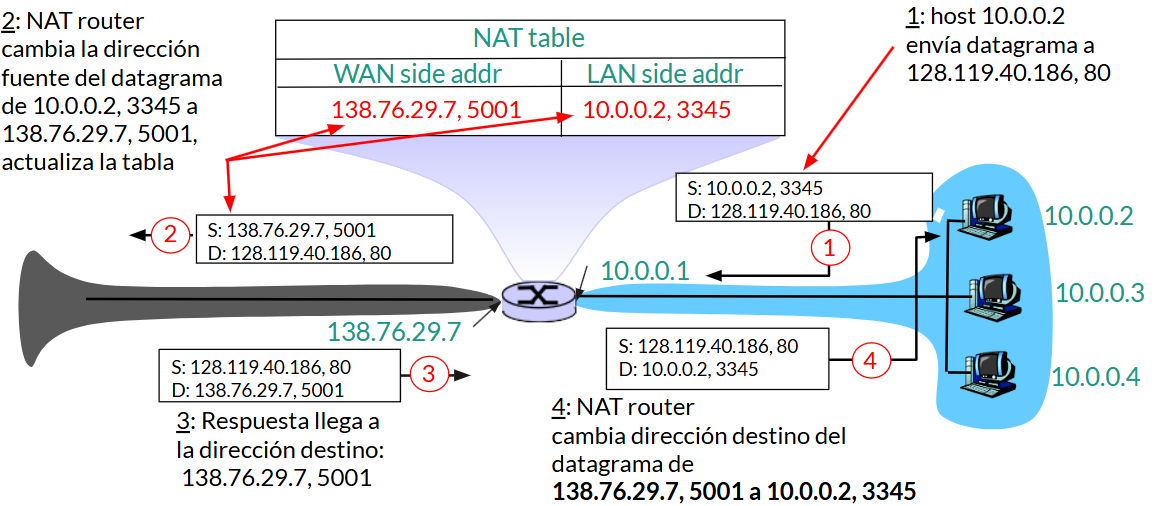 2: NAT router
cambia la dirección
fuente del datagrama
de 10.0.0.2, 3345 a
138.76.29.7, 5001,
actualiza la tabla
NAT table
WAN side addr
LAN side addr
138.76.29.7, 5001
10.0.0.2, 3345
1: host 10.0.0.2
envía datagrama a
128.119.40.186, 80
S: 10.0.0.2, 3345
D: 128.119.40.186, 80
1
S: 138.76.29.7, 5001
D: 128.119.40.186, 80
2
10.0.0.1
138.76.29.7
10.0.0.2
10.0.0.3
10.0.0.4
S: 128.119.40.186, 80
D: 138.76.29.7, 5001
3
3: Respuesta llega a
la dirección destino:
138.76.29.7, 5001
S: 128.119.40.186, 80
D: 10.0.0.2, 3345
4
4: NAT router
cambia dirección destino del
datagrama de
138.76.29.7, 5001 a 10.0.0.2, 3345